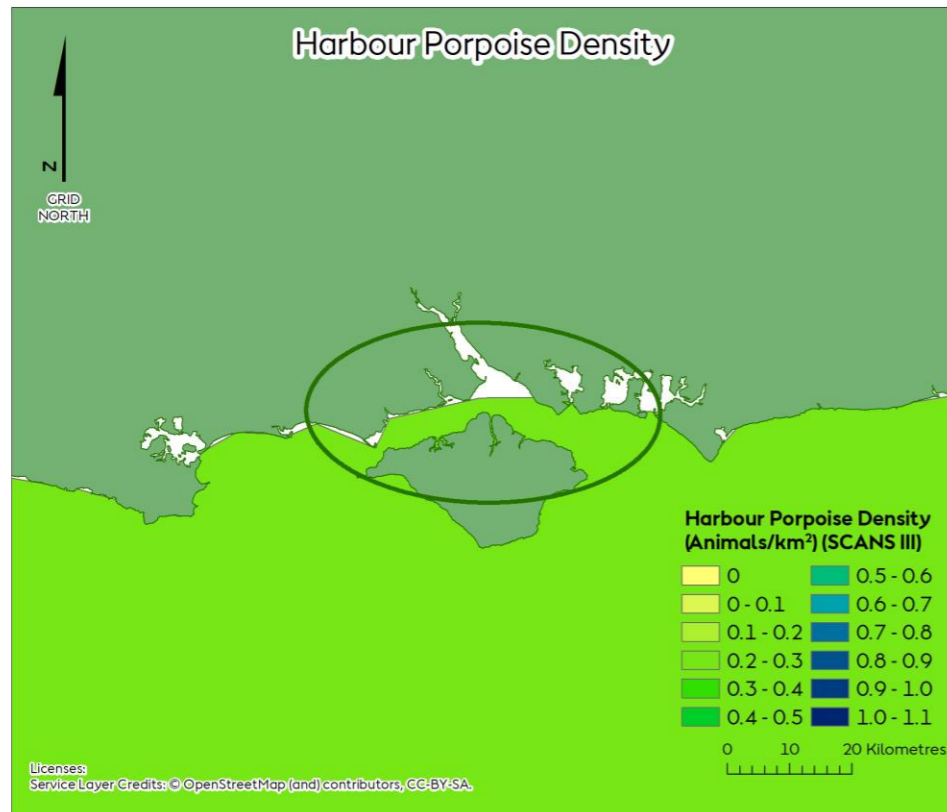 Harbour Porpoise Density
N
GRID
NORTH
Harbour Porpoise Density
(Animals/km²) (SCANS III)
0
0 - 0.1
0.1 - 0.2
0.2 - 0.3
0.3 - 0.4
0.4 - 0.5
0.5 - 0.6
0.6 - 0.7
0.7 - 0.8
0.8 - 0.9
0.9 - 1.0
1.0 - 1.1
0 10 20 Kilometres
Licenses:
Service Layer Credits: © OpenStreetMap (and) contributors, CC-BY-SA.